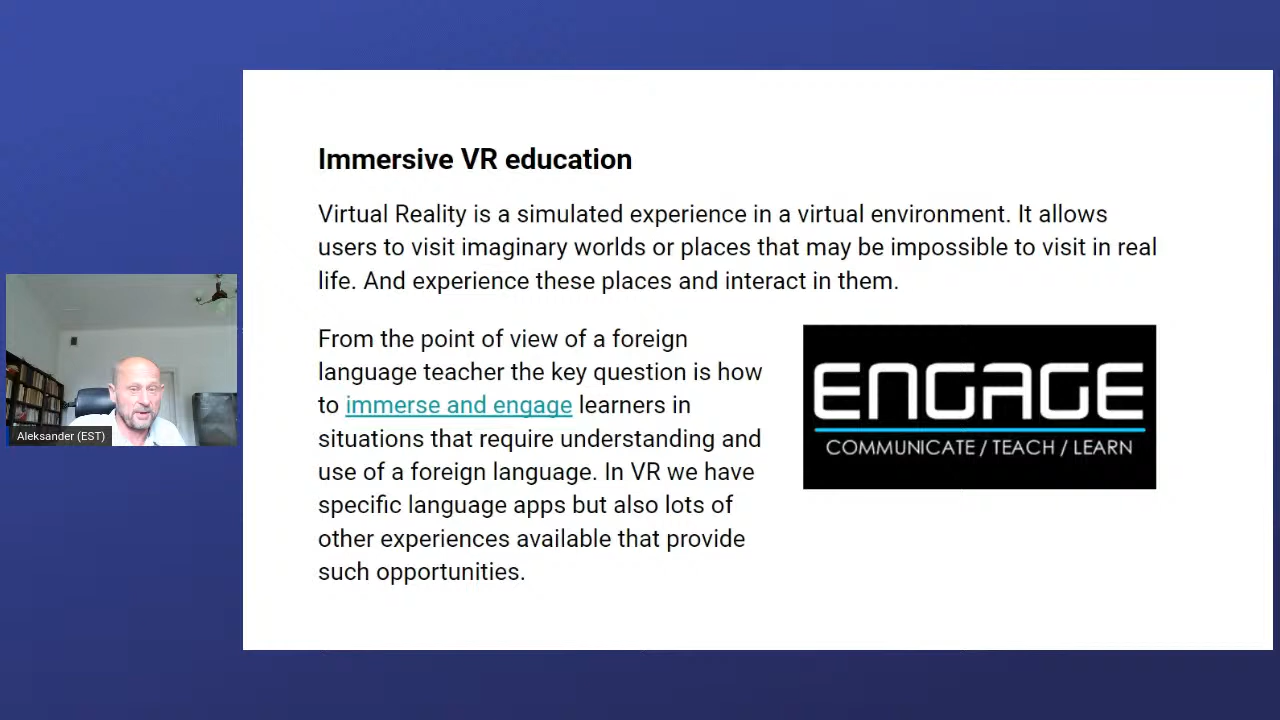 Immersive VR education
Virtual Reality is a simulated experience in a virtual environment. It allows
users to visit imaginary worlds or places that may be impossible to visit in real
life. And experience these places and interact in them.
From the point of view of a foreign
language teacher the key question is how
to immerse and engage learners in
situations that require understanding and
use of a foreign language. In VR we have
specific language apps but also lots of
other experiences available that provide
such opportunities.
ENGAGE
COMMUNICATE / TEACH / LEARN
Aleksander (EST)